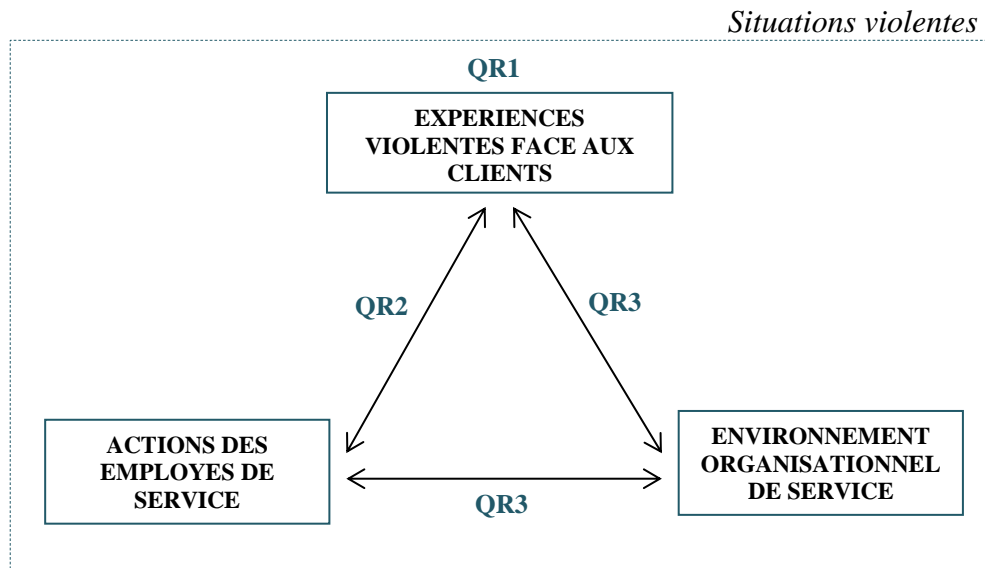 Situations violentes
QR1
EXPERIENCES
VIOLENTES FACE AUX
CLIENTS
QR2
QR3
ACTIONS DES
EMPLOYES DE
SERVICE
ENVIRONNEMENT
ORGANISATIONNEL
DE SERVICE
QR3